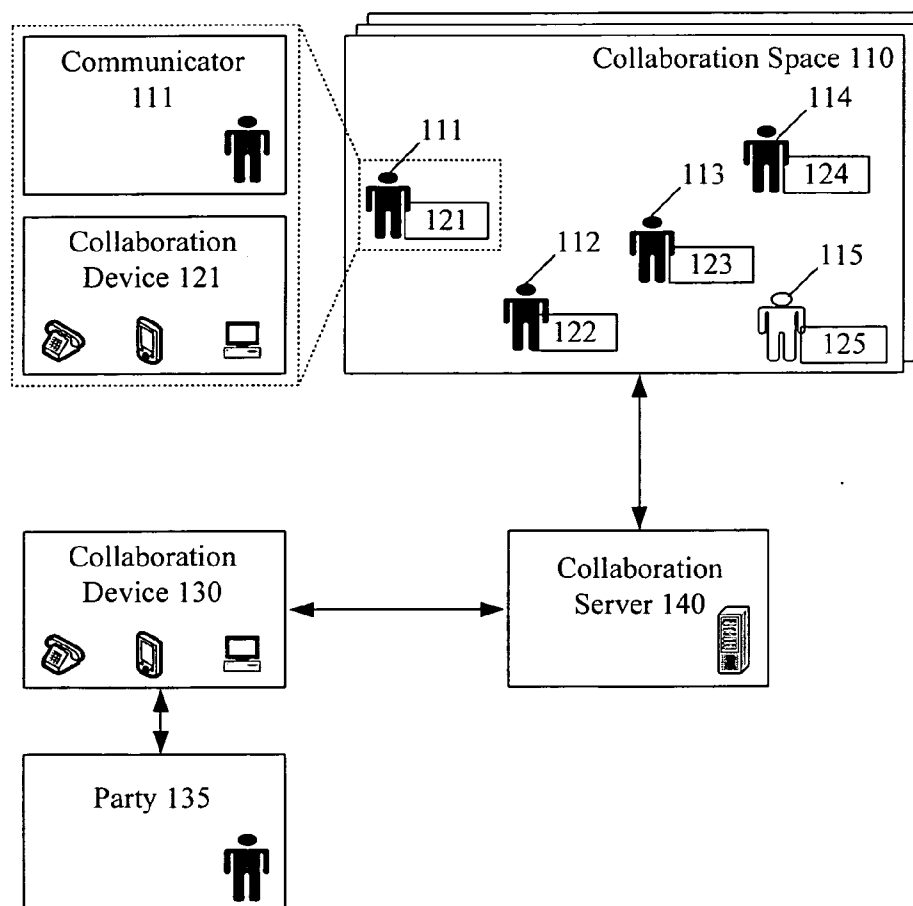 Communicator
111
Collaboration
Device 121
Collaboration Space 110
111
121
112
122
113
123
114
124
115
125
Collaboration
Device 130
Collaboration
Server 140
Party 135